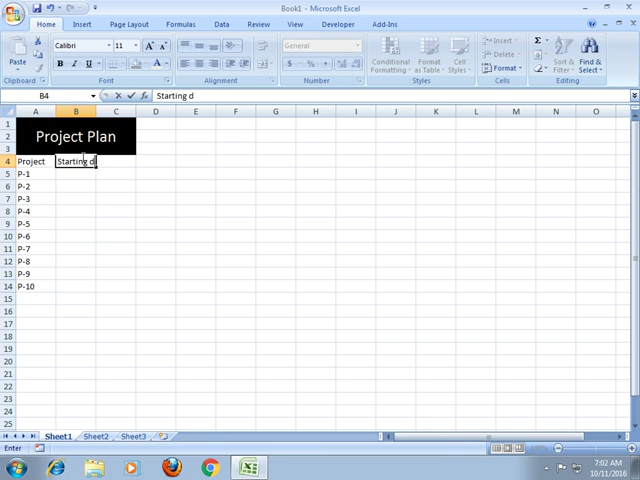 Book1 - Microsoft Excel
Home Insert Page Layout Formulas Data Review View Developer Add-Ins
Calibri 11 General
Paste B I U $ % , Conditional Formatting Format as Table Cell Styles Insert Delete Format Sort & Filter Find & Select
Clipboard Font Alignment Number Styles Cells Editing
B4 fx Starting d
A B C D E F G H I J K L M N O
1
2 Project Plan
3
4 Project Starting d
5 P-1
6 P-2
7 P-3
8 P-4
9 P-5
10 P-6
11 P-7
12 P-8
13 P-9
14 P-10
15
16
17
18
19
20
21
22
23
24
25
Sheet1 Sheet2 Sheet3
Enter 100%
7:02 AM
10/11/2016